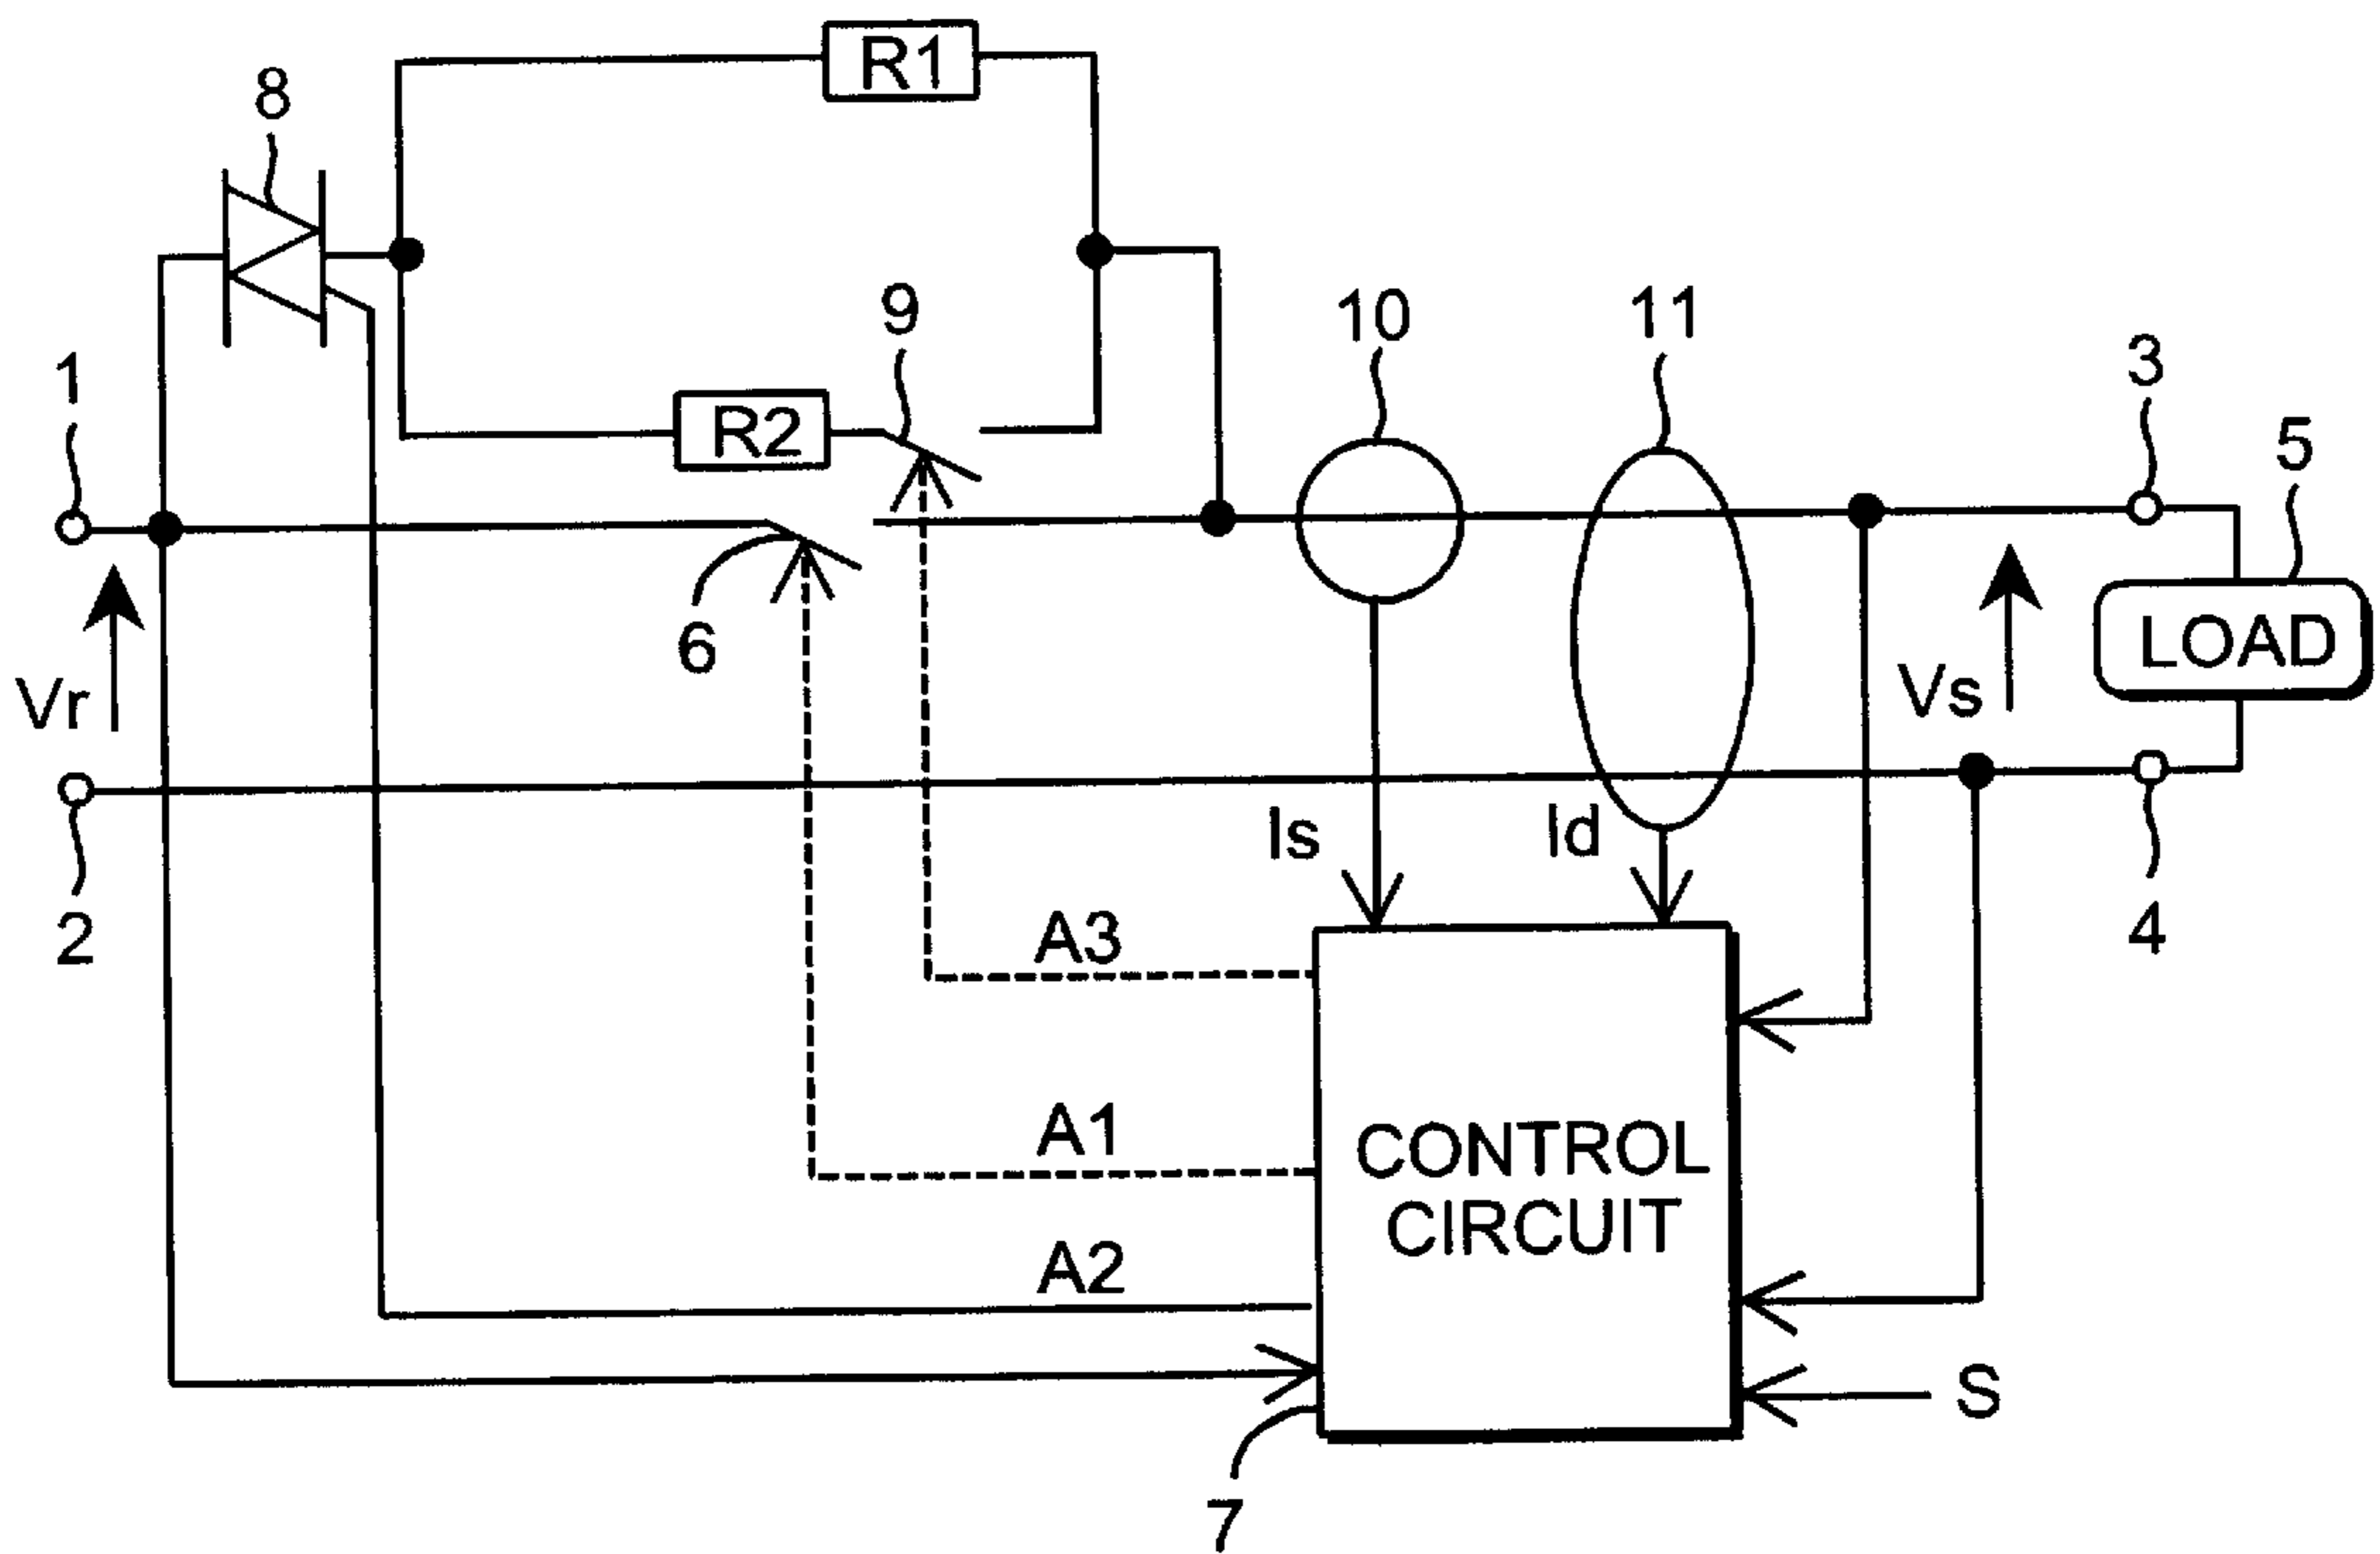 R1
8
9
10
11
3
1
5
R2
6
LOAD
Vr
Vs
Is
Id
2
A3
4
A1
CONTROL
CIRCUIT
A2
S
7